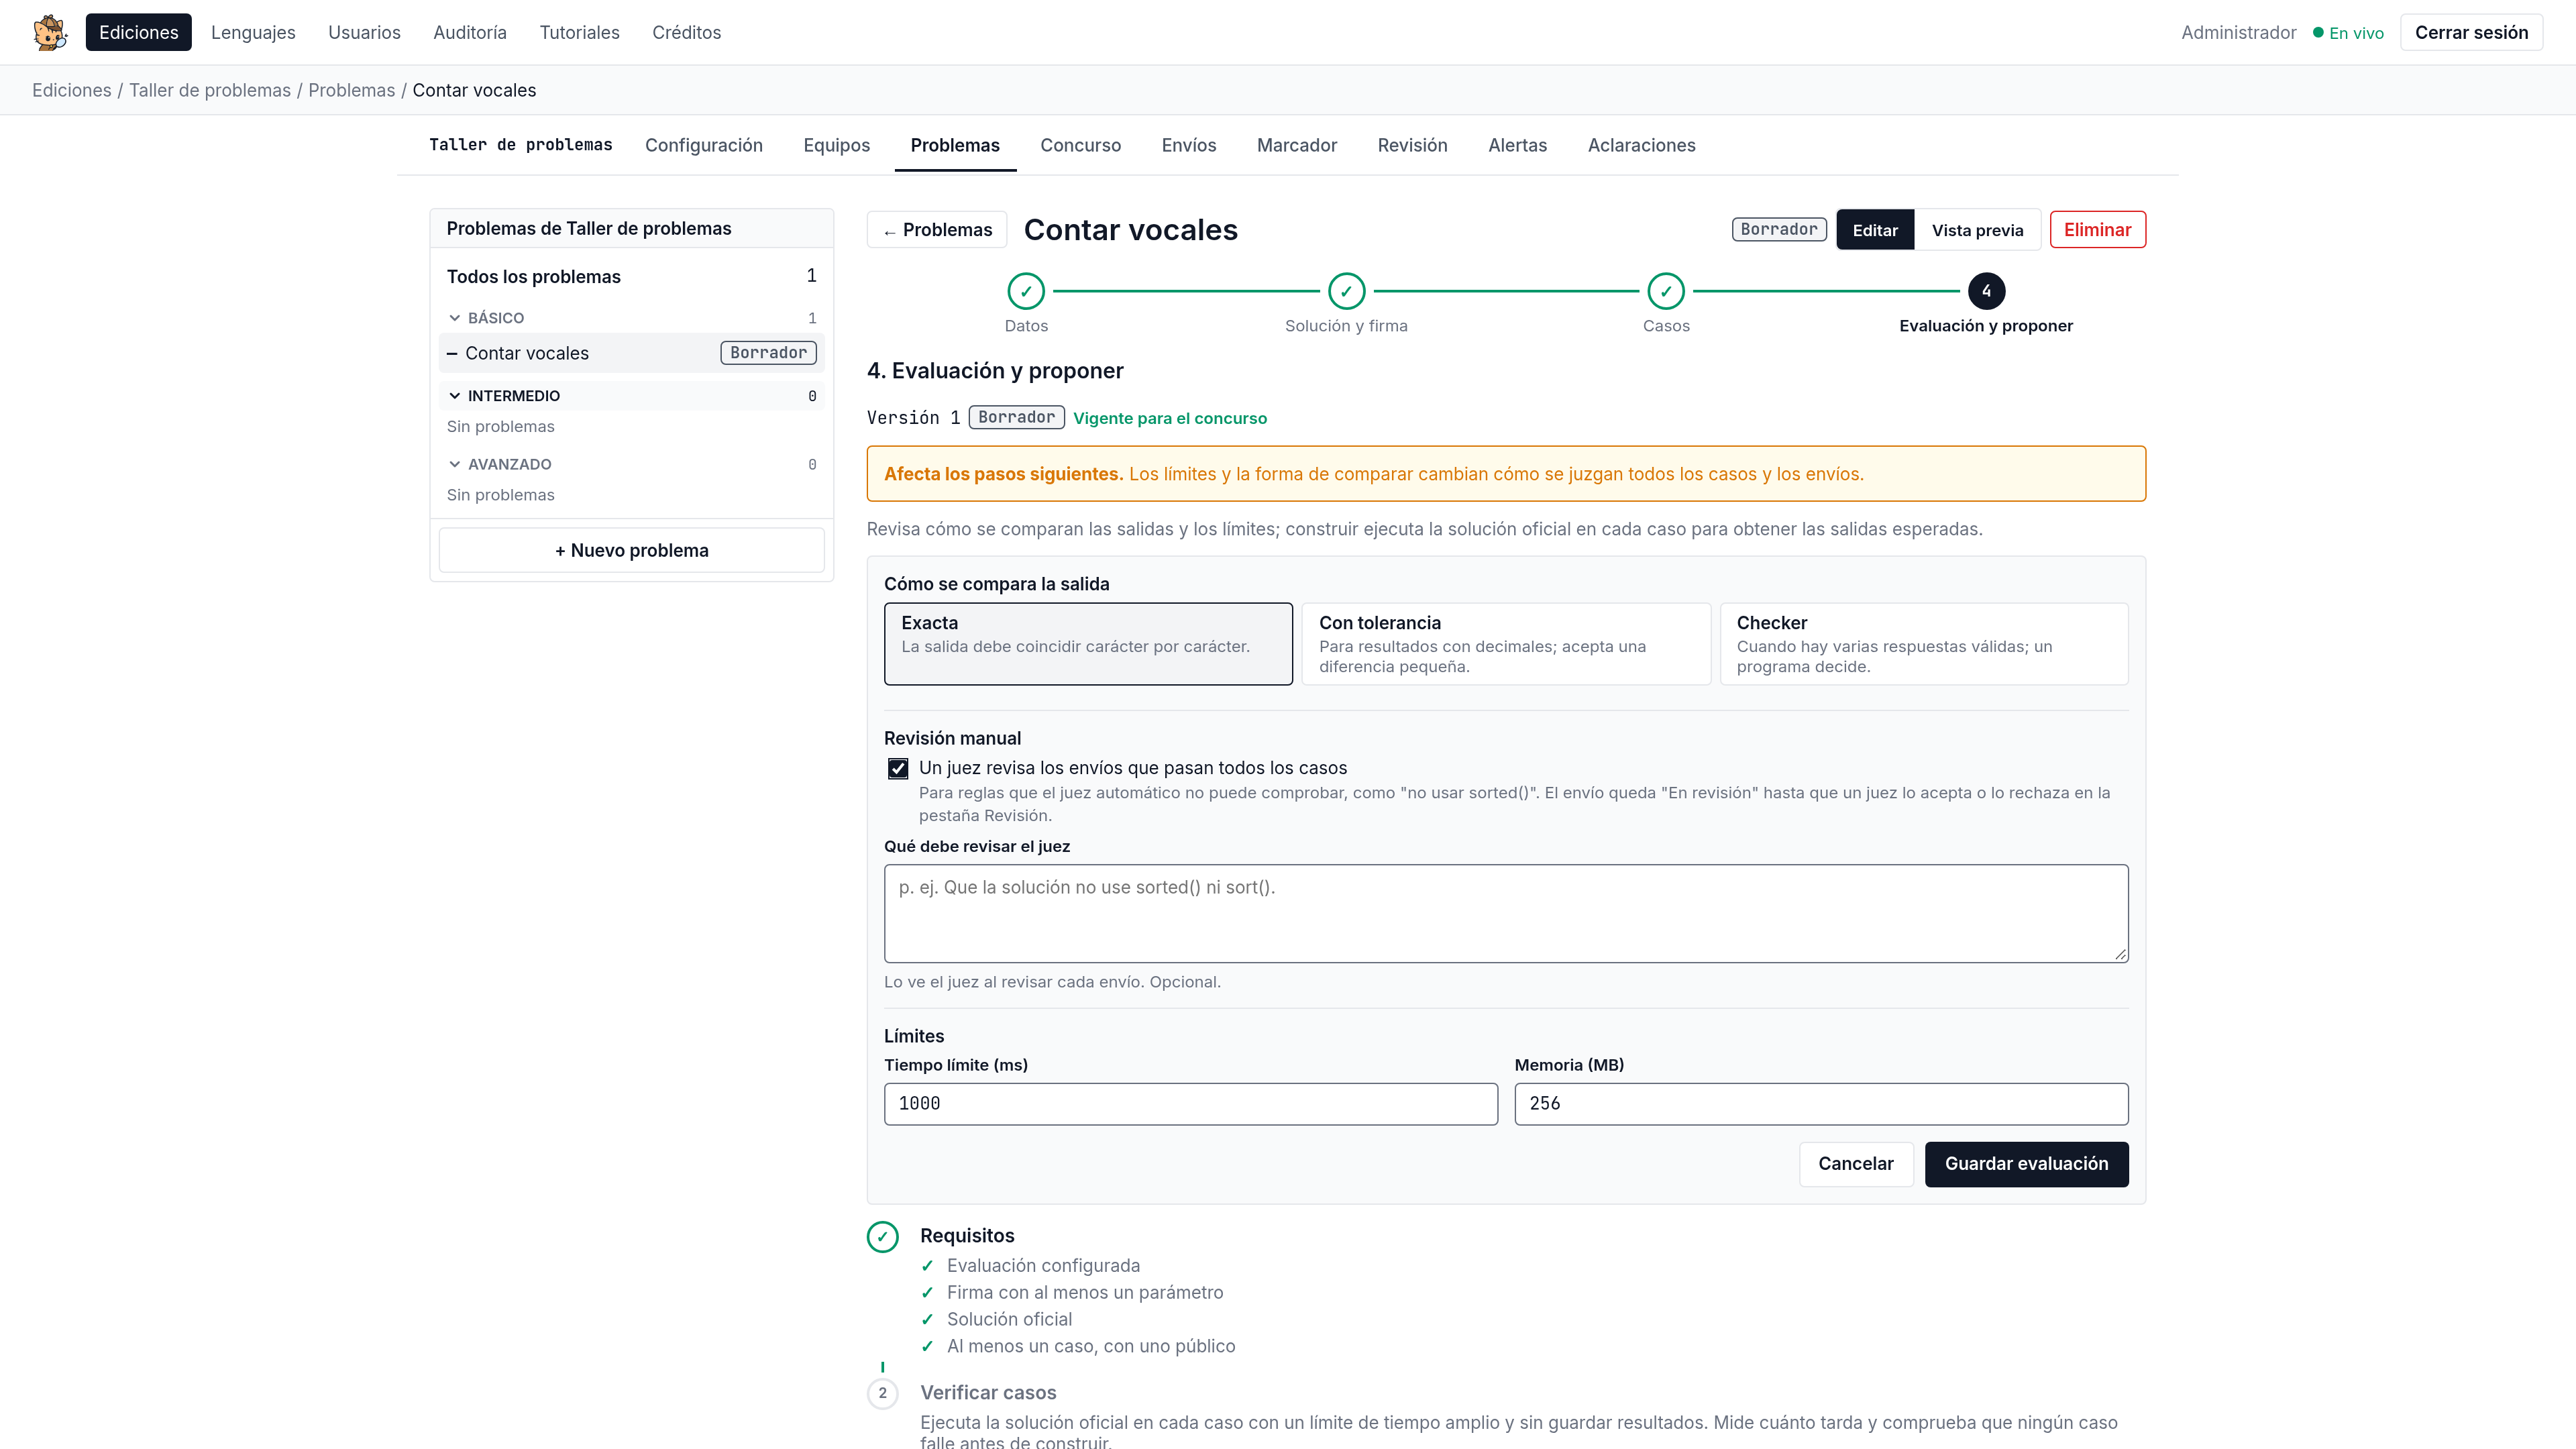 Ediciones Lenguajes Usuarios Auditoría Tutoriales Créditos Administrador En vivo Cerrar sesión
Ediciones / Taller de problemas / Problemas / Contar vocales
Taller de problemas Configuración Equipos Problemas Concurso Envíos Marcador Revisión Alertas Aclaraciones
Problemas de Taller de problemas
Todos los problemas 1
BÁSICO 1
— Contar vocales Borrador
INTERMEDIO 0
Sin problemas
AVANZADO 0
Sin problemas
+ Nuevo problema
← Problemas Contar vocales Borrador Editar Vista previa Eliminar
✓ ✓ ✓ 4
Datos Solución y firma Casos Evaluación y proponer
4. Evaluación y proponer
Versión 1 Borrador Vigente para el concurso
Afecta los pasos siguientes. Los límites y la forma de comparar cambian cómo se juzgan todos los casos y los envíos.
Revisa cómo se comparan las salidas y los límites; construir ejecuta la solución oficial en cada caso para obtener las salidas esperadas.
Cómo se compara la salida
Exacta
La salida debe coincidir carácter por carácter.
Con tolerancia
Para resultados con decimales; acepta una
diferencia pequeña.
Checker
Cuando hay varias respuestas válidas; un
programa decide.
Revisión manual
Un juez revisa los envíos que pasan todos los casos
Para reglas que el juez automático no puede comprobar, como "no usar sorted()". El envío queda "En revisión" hasta que un juez lo acepta o lo rechaza en la
pestaña Revisión.
Qué debe revisar el juez
p. ej. Que la solución no use sorted() ni sort().
Lo ve el juez al revisar cada envío. Opcional.
Límites
Tiempo límite (ms) Memoria (MB)
1000 256
Cancelar Guardar evaluación
✓ Requisitos
✓ Evaluación configurada
✓ Firma con al menos un parámetro
✓ Solución oficial
✓ Al menos un caso, con uno público
2 Verificar casos
Ejecuta la solución oficial en cada caso con un límite de tiempo amplio y sin guardar resultados. Mide cuánto tarda y comprueba que ningún caso
falle antes de construir.